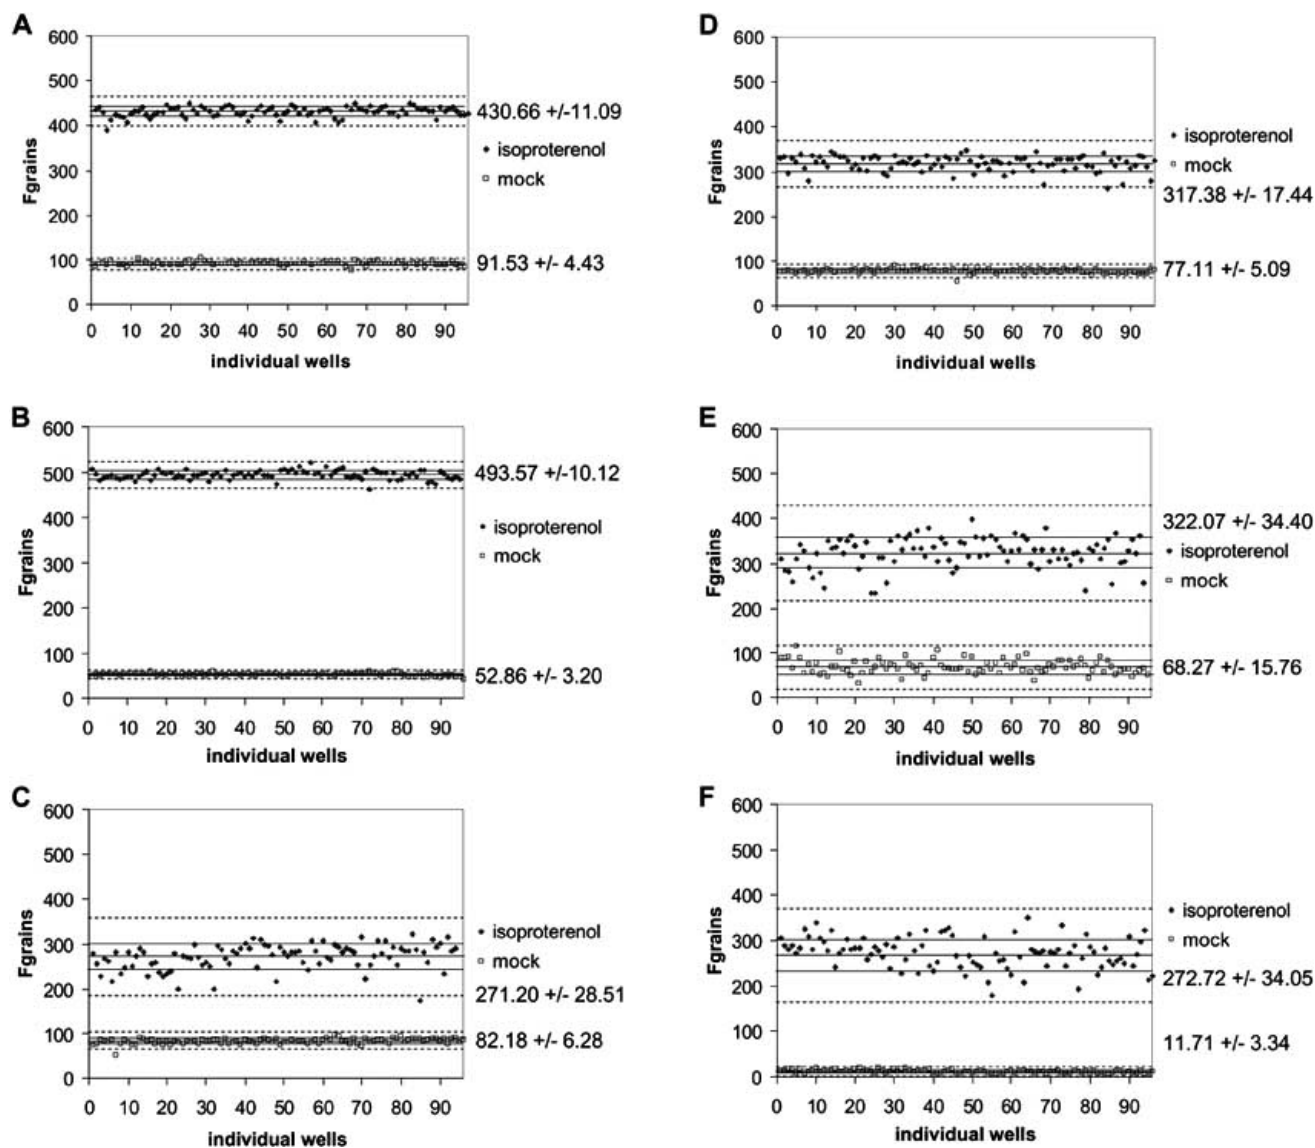 A
600
500
400
300
200
100
0
Fgrains
0 10 20 30 40 50 60 70 80 90
individual wells
430.66 +/-11.09
isoproterenol
mock
91.53 +/- 4.43
B
600
500
400
300
200
100
0
Fgrains
0 10 20 30 40 50 60 70 80 90
individual wells
493.57 +/-10.12
isoproterenol
mock
52.86 +/- 3.20
C
600
500
400
300
200
100
0
Fgrains
0 10 20 30 40 50 60 70 80 90
individual wells
isoproterenol
mock
271.20 +/- 28.51
82.18 +/- 6.28
D
600
500
400
300
200
100
0
Fgrains
0 10 20 30 40 50 60 70 80 90
individual wells
isoproterenol
mock
317.38 +/- 17.44
77.11 +/- 5.09
E
600
500
400
300
200
100
0
Fgrains
0 10 20 30 40 50 60 70 80 90
individual wells
322.07 +/- 34.40
isoproterenol
mock
68.27 +/- 15.76
F
600
500
400
300
200
100
0
Fgrains
0 10 20 30 40 50 60 70 80 90
individual wells
isoproterenol
mock
272.72 +/- 34.05
11.71 +/- 3.34